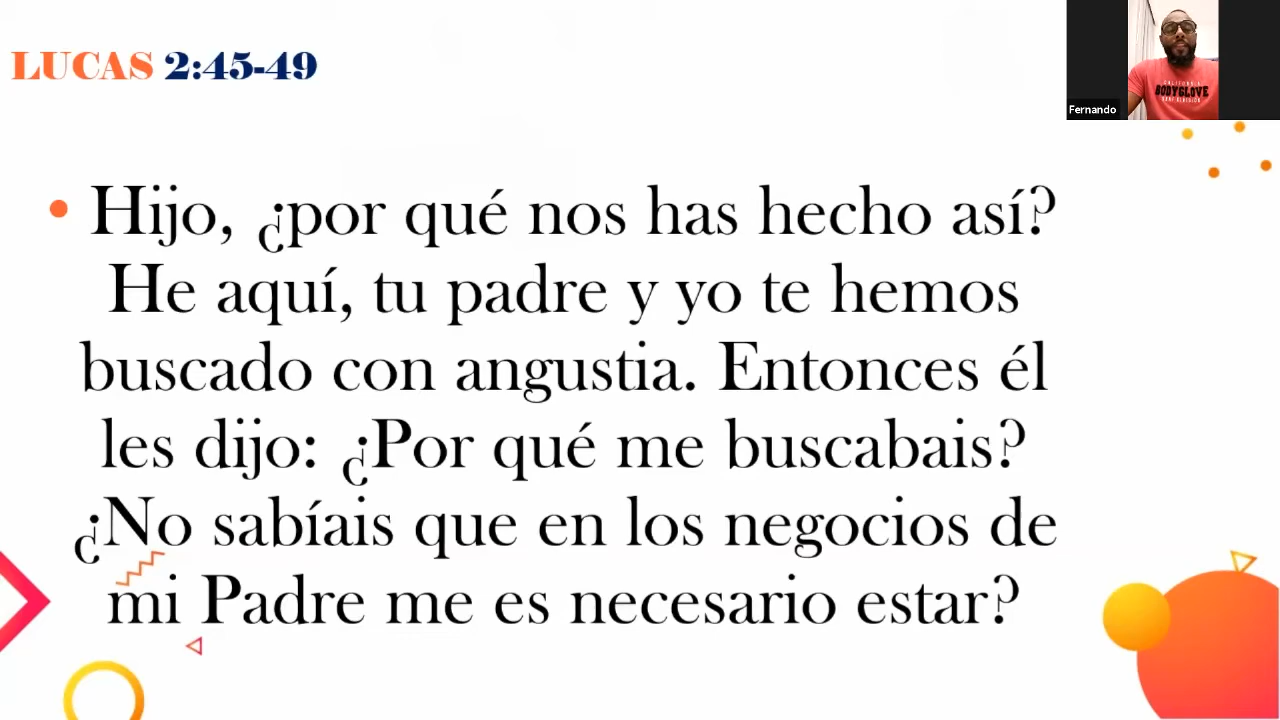 LUCAS 2:45-49
Fernando
CALIFORNIA
BODYGLOVE
• Hijo, ¿por qué nos has hecho así?
He aquí, tu padre y yo te hemos
buscado con angustia. Entonces él
les dijo: ¿Por qué me buscabais?
¿No sabíais que en los negocios de
mi Padre me es necesario estar?